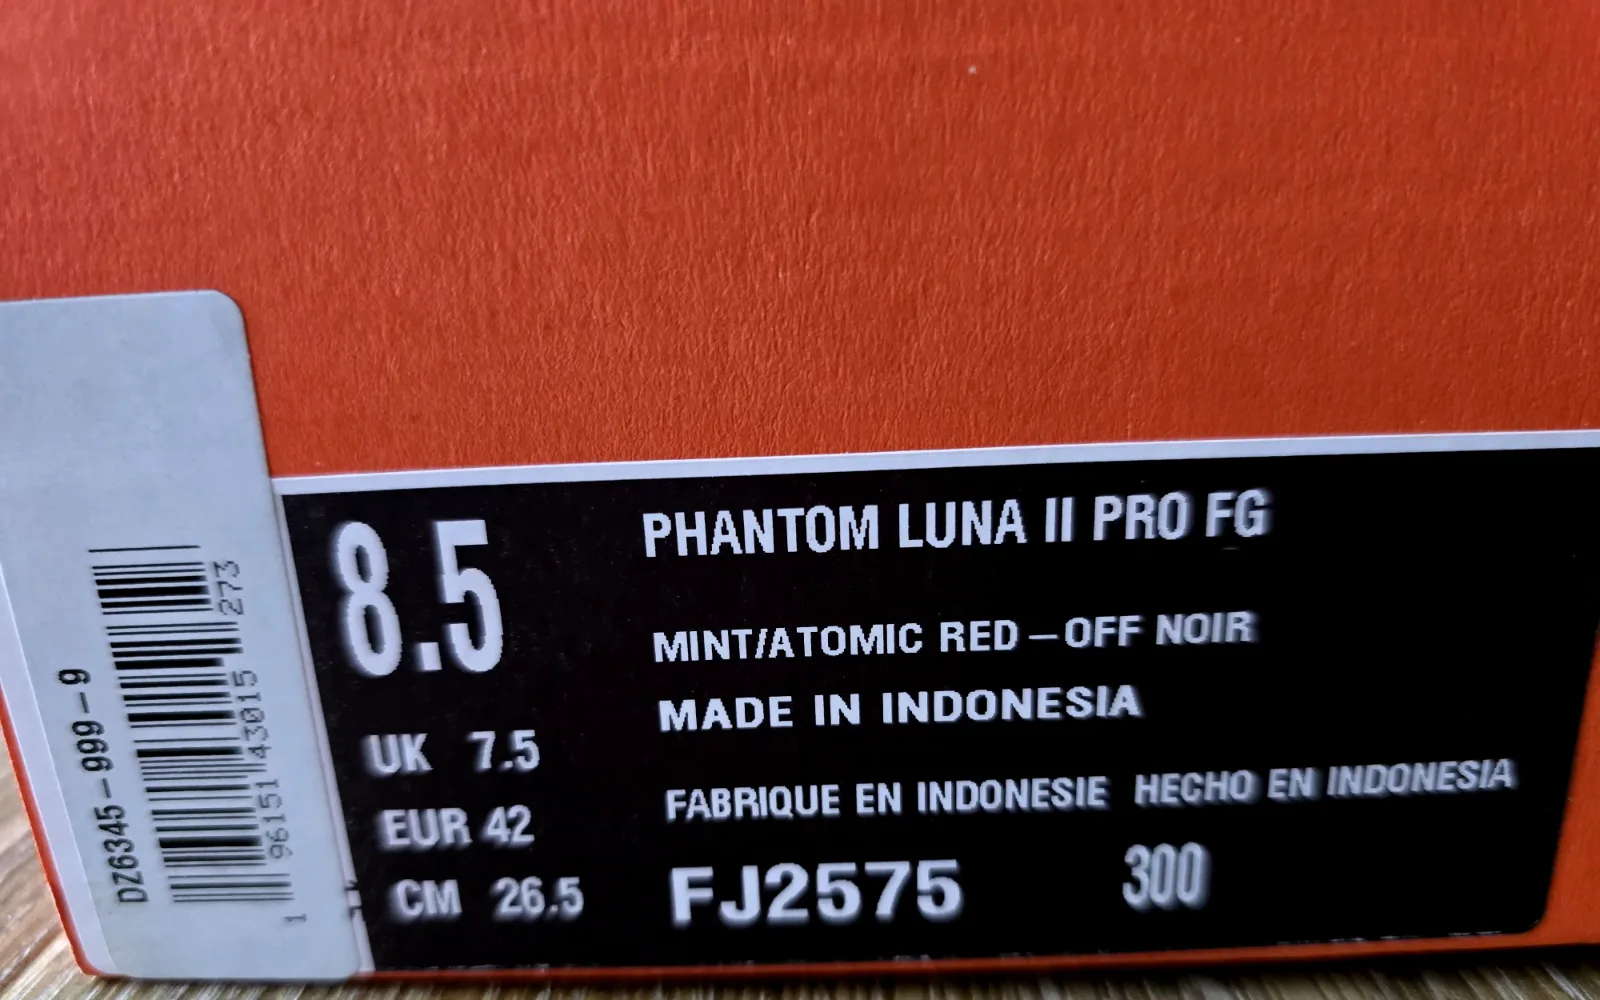 DZ6345-999-9
1 96151 43015 273
8.5
UK 7.5
EUR 42
CM 26.5
PHANTOM LUNA II PRO FG
MINT/ATOMIC RED-OFF NOIR
MADE IN INDONESIA
FABRIQUE EN INDONESIE HECHO EN INDONESIA
FJ2575 300